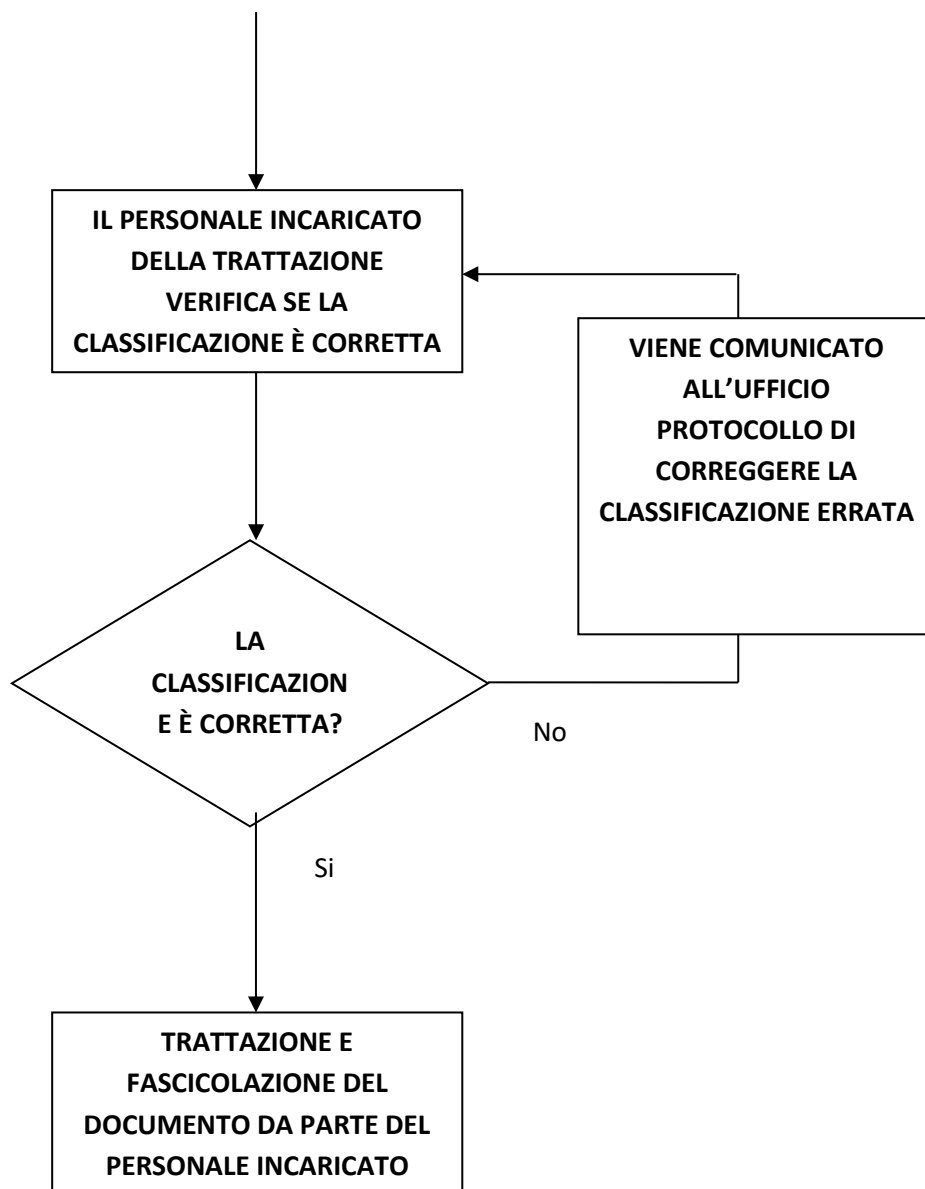 IL PERSONALE INCARICATO
DELLA TRATTAZIONE
VERIFICA SE LA
CLASSIFICAZIONE È CORRETTA
VIENE COMUNICATO
ALL’UFFICIO
PROTOCOLLO DI
CORREGGERE LA
CLASSIFICAZIONE ERRATA
LA
CLASSIFICAZION
E È CORRETTA?
No
Si
TRATTAZIONE E
FASCICOLAZIONE DEL
DOCUMENTO DA PARTE DEL
PERSONALE INCARICATO